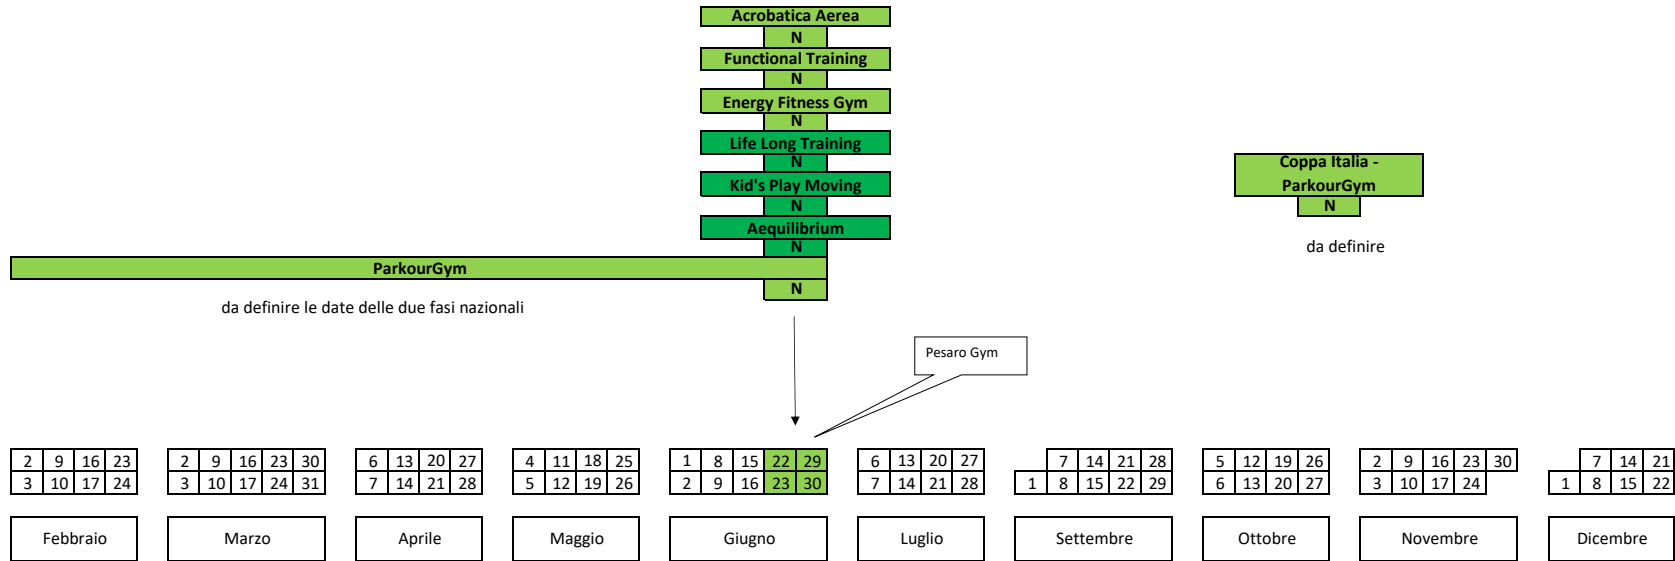 Acrobatica Aerea
N
Functional Training
N
Energy Fitness Gym
N
Life Long Training
N
Kid's Play Moving
N
Aequilibrium
N
ParkourGym
N
da definire le date delle due fasi nazionali
Coppa Italia -
ParkourGym
N
da definire
Pesaro Gym
2 9 16 23
3 10 17 24
Febbraio
2 9 16 23 30
3 10 17 24 31
Marzo
6 13 20 27
7 14 21 28
Aprile
4 11 18 25
5 12 19 26
Maggio
1 8 15 22 29
2 9 16 23 30
Giugno
6 13 20 27
7 14 21 28
Luglio
7 14 21 28
1 8 15 22 29
Settembre
5 12 19 26
6 13 20 27
Ottobre
2 9 16 23 30
3 10 17 24
Novembre
7 14 21
1 8 15 22
Dicembre